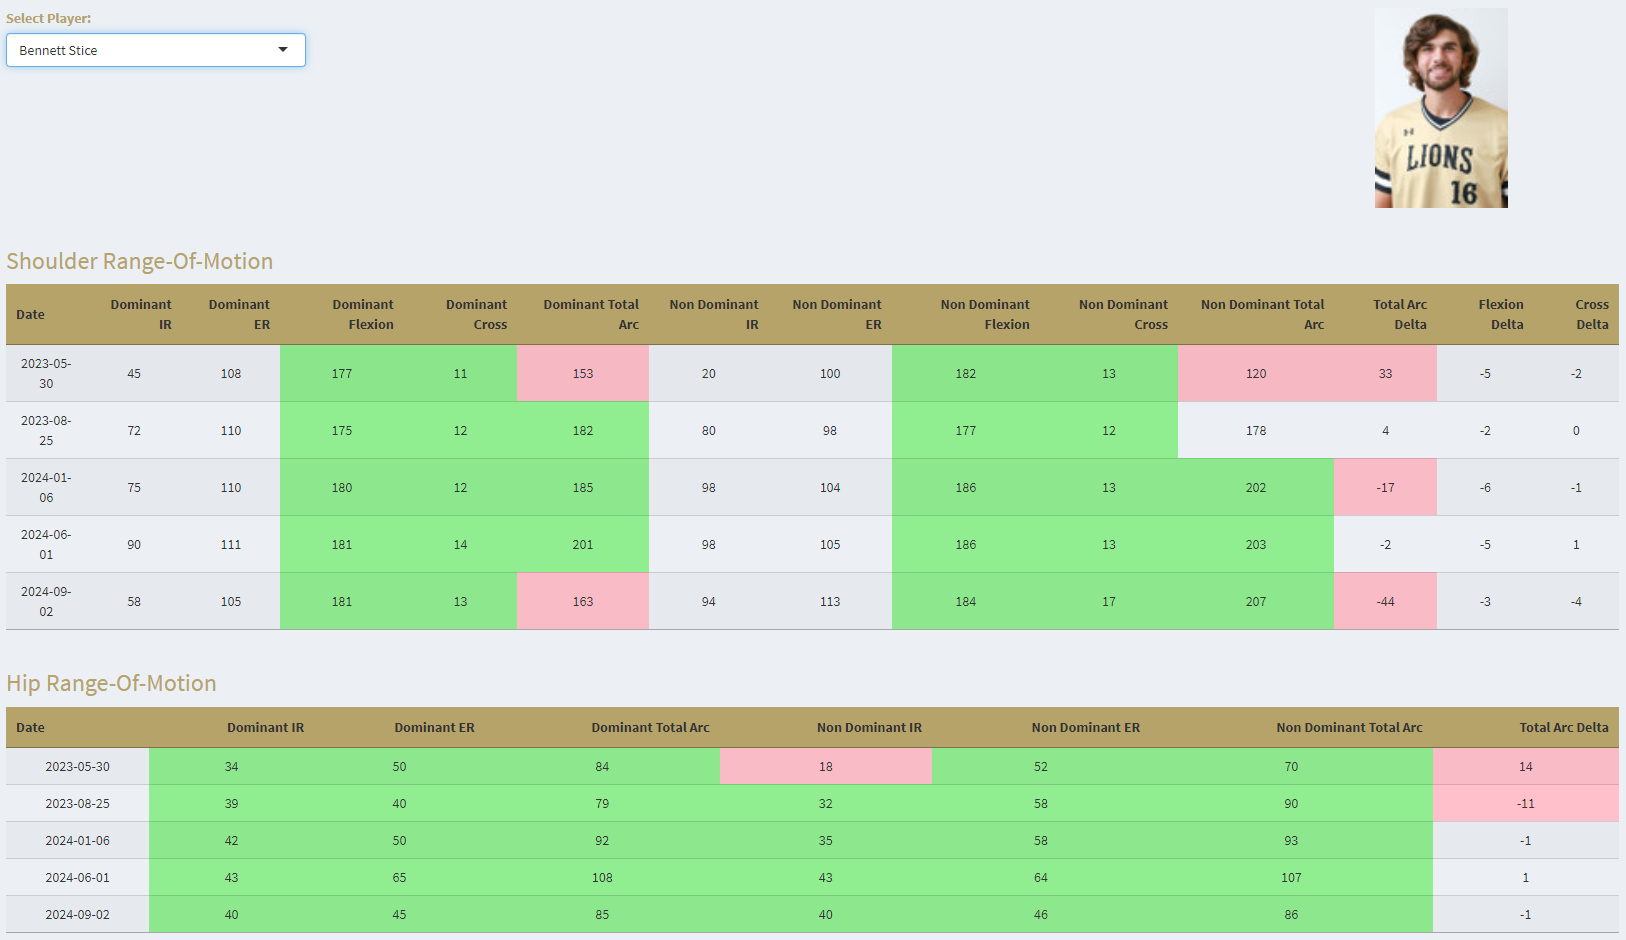 Select Player:
Bennett Stice
LIONS
16
Shoulder Range-Of-Motion
Date Dominant IR Dominant ER Dominant Flexion Dominant Cross Dominant Total Arc Non Dominant IR Non Dominant ER Non Dominant Flexion Non Dominant Cross Non Dominant Total Arc Total Arc Delta Flexion Delta Cross Delta
2023-05-30 45 108 177 11 153 20 100 182 13 120 33 -5 -2
2023-08-25 72 110 175 12 182 80 98 177 12 178 4 -2 0
2024-01-06 75 110 180 12 185 98 104 186 13 202 -17 -6 -1
2024-06-01 90 111 181 14 201 98 105 186 13 203 -2 -5 1
2024-09-02 58 105 181 13 163 94 113 184 17 207 -44 -3 -4
Hip Range-Of-Motion
Date Dominant IR Dominant ER Dominant Total Arc Non Dominant IR Non Dominant ER Non Dominant Total Arc Total Arc Delta
2023-05-30 34 50 84 18 52 70 14
2023-08-25 39 40 79 32 58 90 -11
2024-01-06 42 50 92 35 58 93 -1
2024-06-01 43 65 108 43 64 107 1
2024-09-02 40 45 85 40 46 86 -1